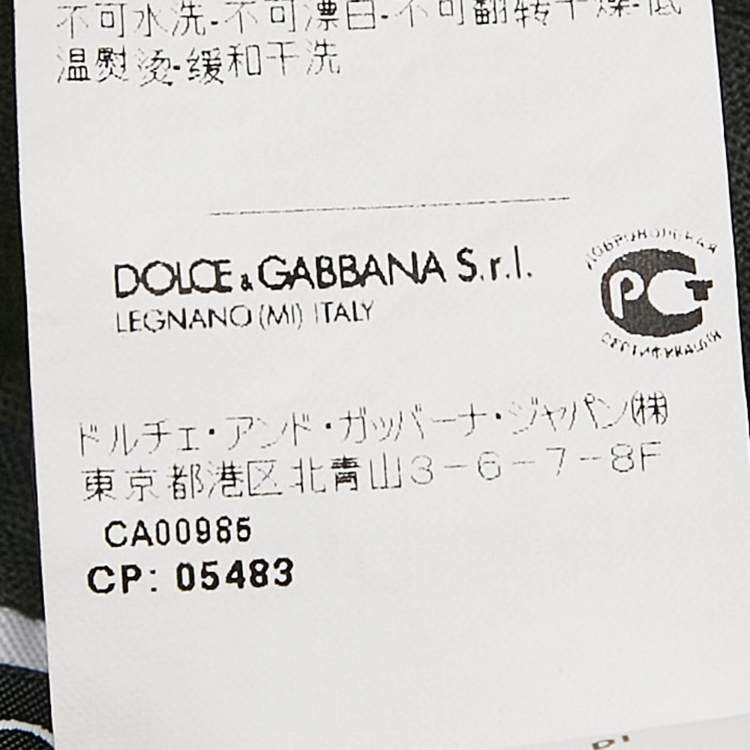 不可水洗-不可漂白-不可翻转干燥-低
温熨烫-缓和干洗
DOLCE & GABBANA S.r.l.
LEGNANO (MI) ITALY
ДОБРОВОЛЬНАЯ
РСТ
СЕРТИФИКАЦИЯ
ドルチェ・アンド・ガッバーナ・ジャパン(株)
東京都港区北青山3-6-7-8F
CA00985
CP: 05483